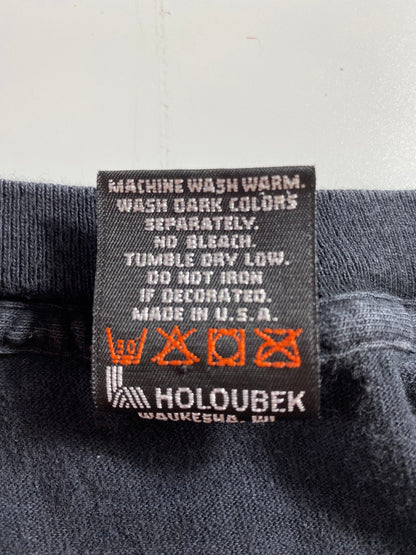 MACHINE WASH WARM.
WASH DARK COLORS
SEPARATELY.
NO BLEACH.
TUMBLE DRY LOW.
DO NOT IRON
IF DECORATED.
MADE IN U.S.A.
30
HOLOUBEK
WAUKESHA, WI